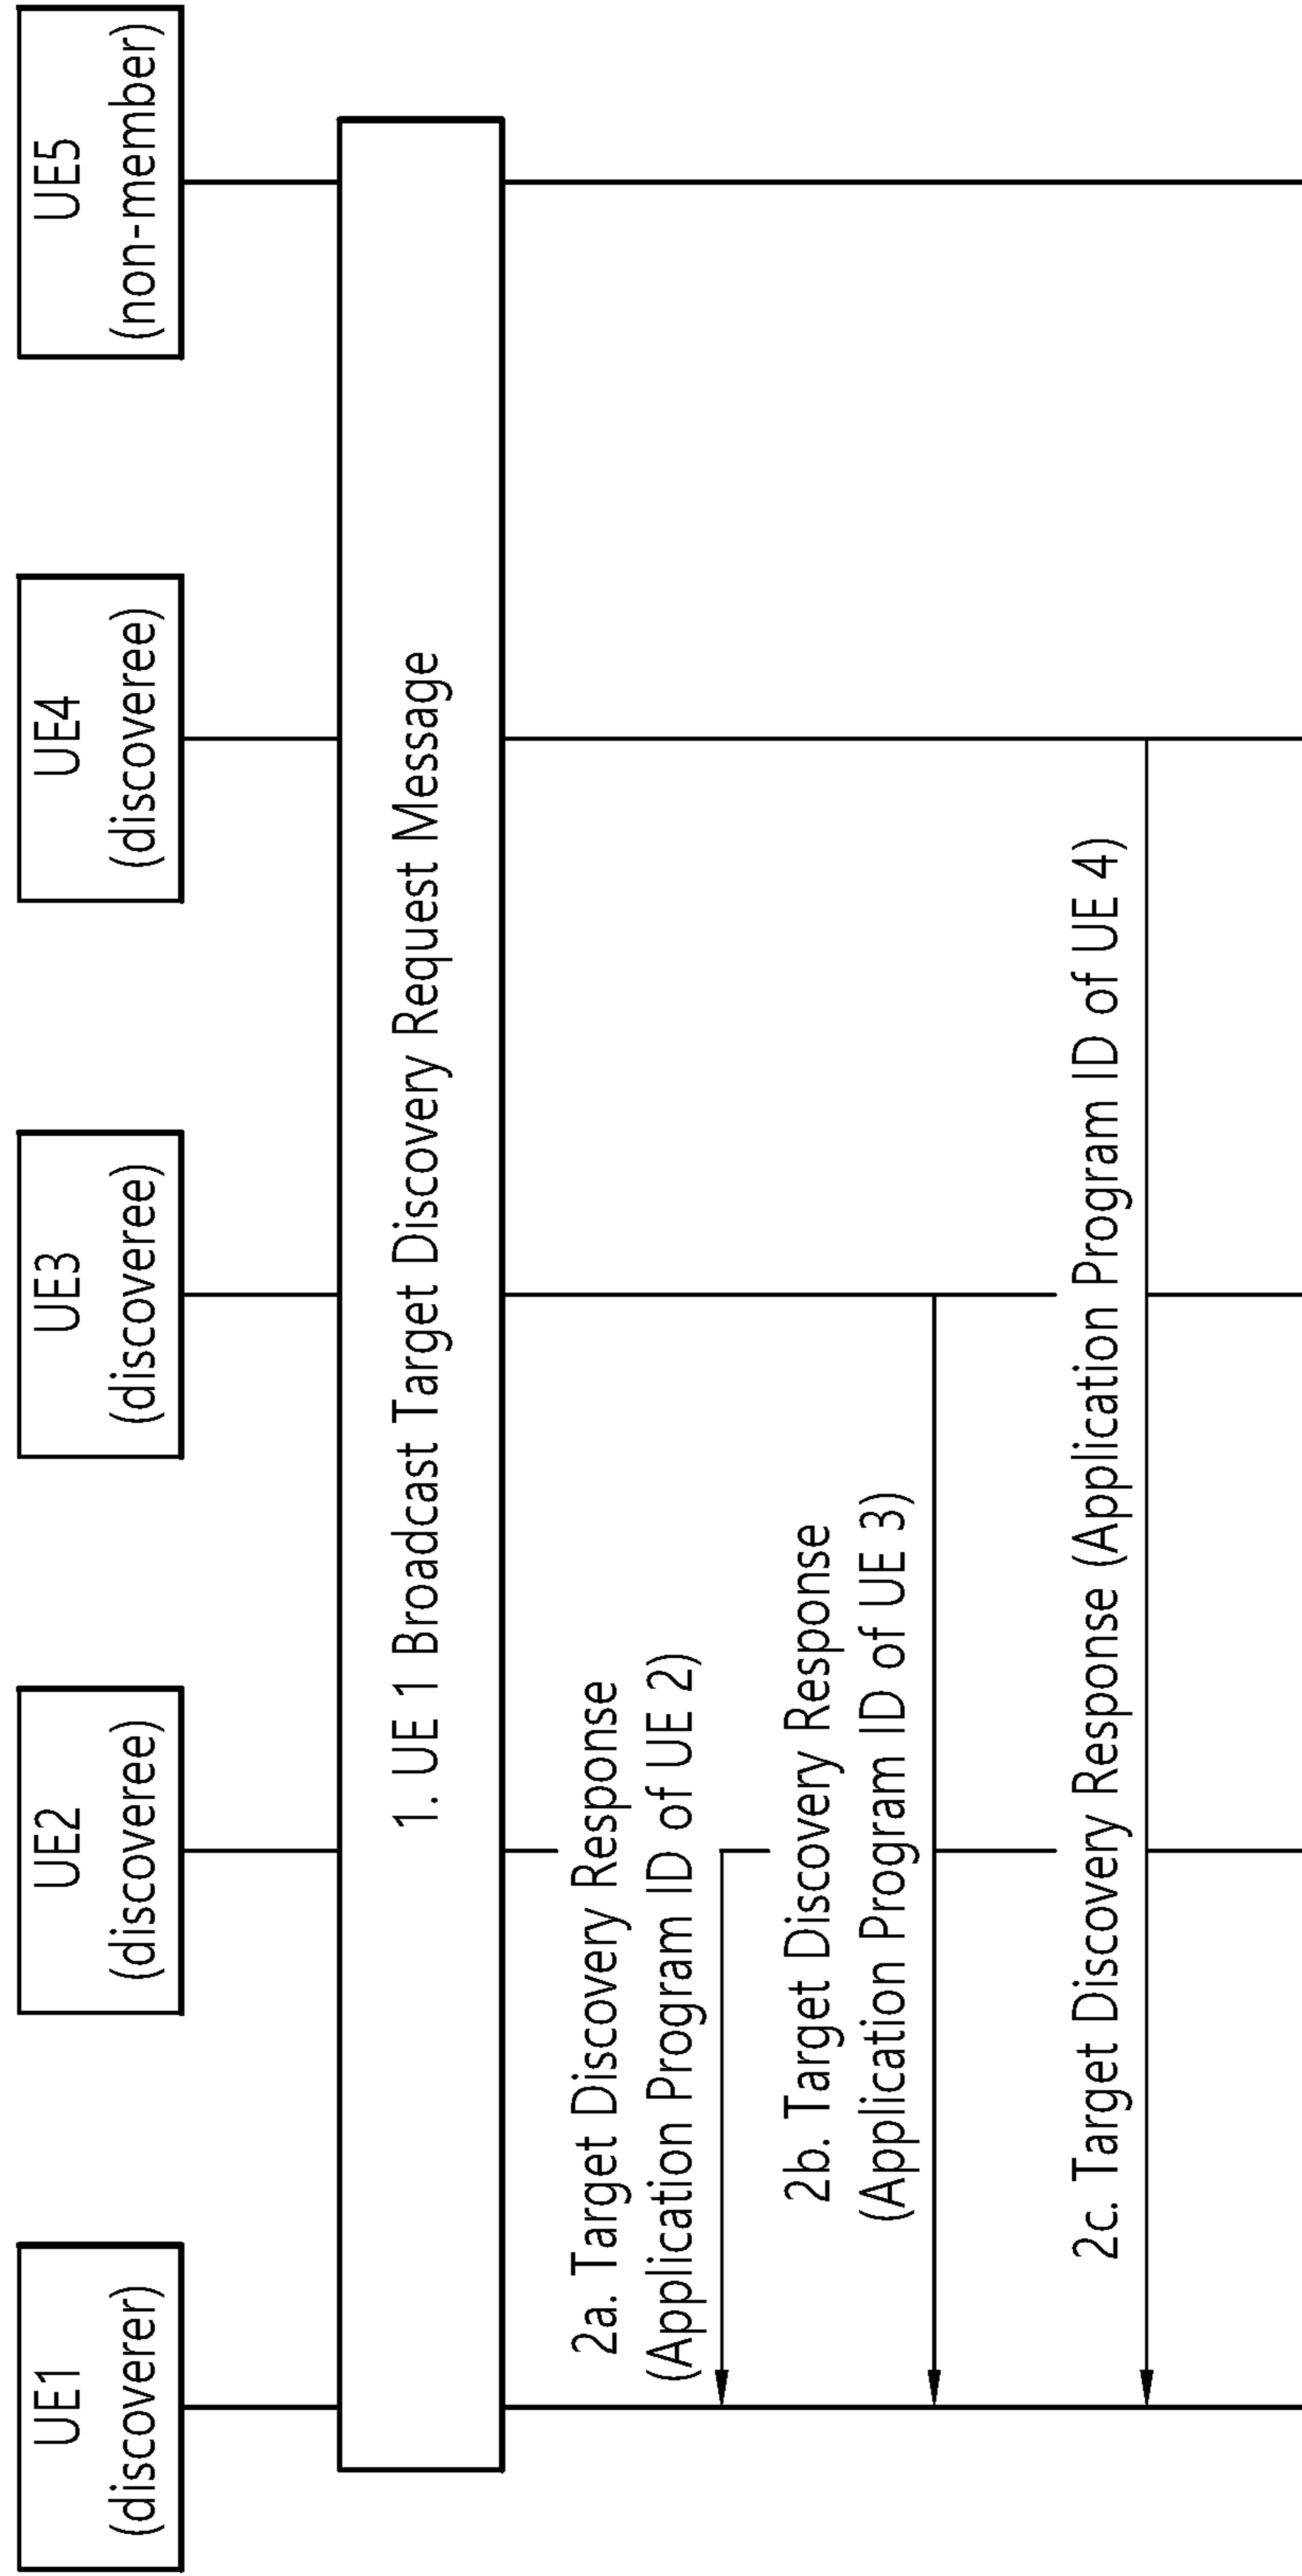 UE1
(discoverer)
UE2
(discoveree)
UE3
(discoveree)
UE4
(discoveree)
UE5
(non-member)
1. UE 1 Broadcast Target Discovery Request Message
2a. Target Discovery Response
(Application Program ID of UE 2)
2b. Target Discovery Response
(Application Program ID of UE 3)
2c. Target Discovery Response (Application Program ID of UE 4)